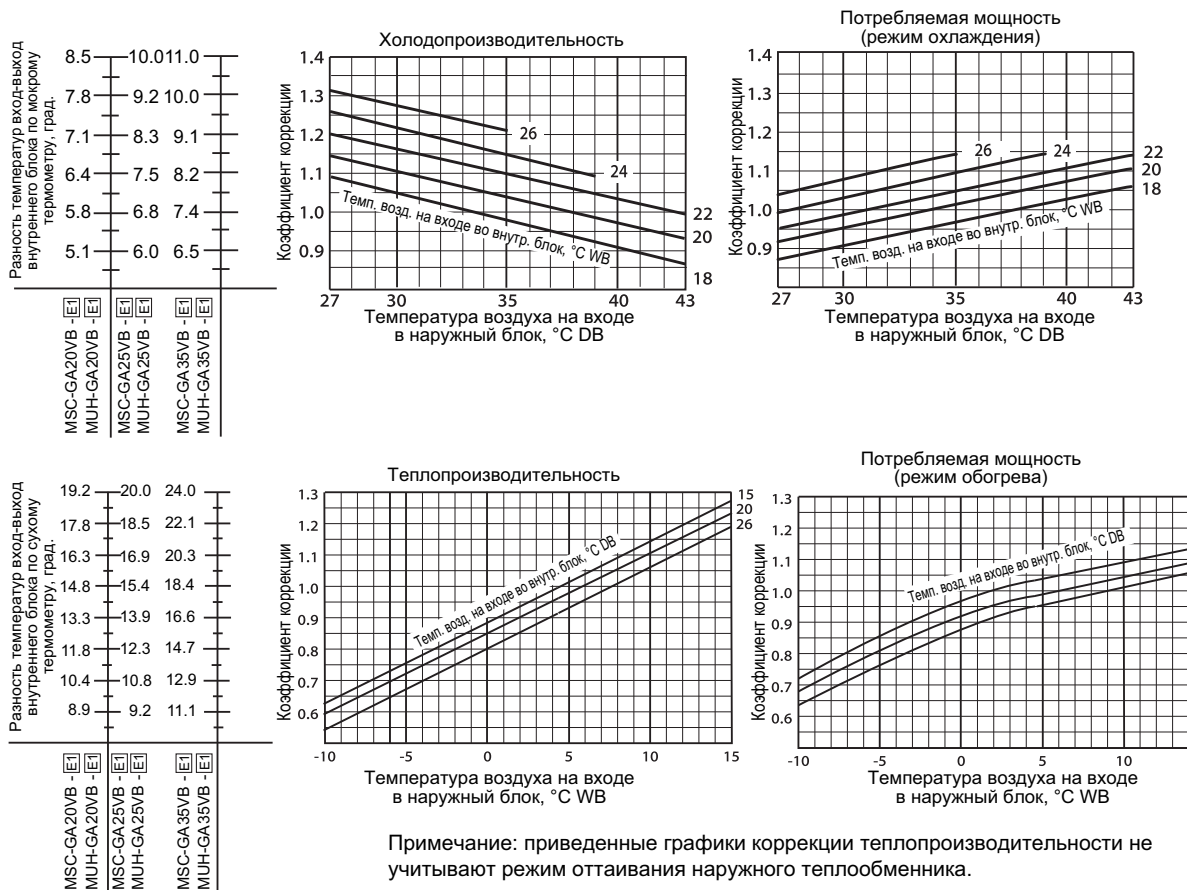 Разность температур вход-выход
внутреннего блока по мокрому
термометру, град.
8.5 10.0 11.0
7.8 9.2 10.0
7.1 8.3 9.1
6.4 7.5 8.2
5.8 6.8 7.4
5.1 6.0 6.5
MSC-GA20VB - E1
MUH-GA20VB - E1
MSC-GA25VB - E1
MUH-GA25VB - E1
MSC-GA35VB - E1
MUH-GA35VB - E1
Холодопроизводительность
Коэффициент коррекции
1.4
1.3
1.2
1.1
1.0
0.9
26
24
22
20
18
Темп. возд. на входе во внутр. блок, °C WB
27 30 35 40 43
Температура воздуха на входе
в наружный блок, °C DB
Потребляемая мощность
(режим охлаждения)
Коэффициент коррекции
1.4
1.3
1.2
1.1
1.0
0.9
26 24 22
20
18
Темп. возд. на входе во внутр. блок, °C WB
27 30 35 40 43
Температура воздуха на входе
в наружный блок, °C DB
Разность температур вход-выход
внутреннего блока по сухому
термометру, град.
19.2 20.0 24.0
17.8 18.5 22.1
16.3 16.9 20.3
14.8 15.4 18.4
13.3 13.9 16.6
11.8 12.3 14.7
10.4 10.8 12.9
8.9 9.2 11.1
MSC-GA20VB - E1
MUH-GA20VB - E1
MSC-GA25VB - E1
MUH-GA25VB - E1
MSC-GA35VB - E1
MUH-GA35VB - E1
Теплопроизводительность
Коэффициент коррекции
1.3
1.2
1.1
1.0
0.9
0.8
0.7
0.6
15
20
26
Темп. возд. на входе во внутр. блок, °C DB
-10 -5 0 5 10 15
Температура воздуха на входе
в наружный блок, °C WB
Потребляемая мощность
(режим обогрева)
Коэффициент коррекции
1.3
1.2
1.1
1.0
0.9
0.8
0.7
0.6
Темп. возд. на входе во внутр. блок, °C DB
-10 -5 0 5 10
Температура воздуха на входе
в наружный блок, °C WB
Примечание: приведенные графики коррекции теплопроизводительности не
учитывают режим оттаивания наружного теплообменника.